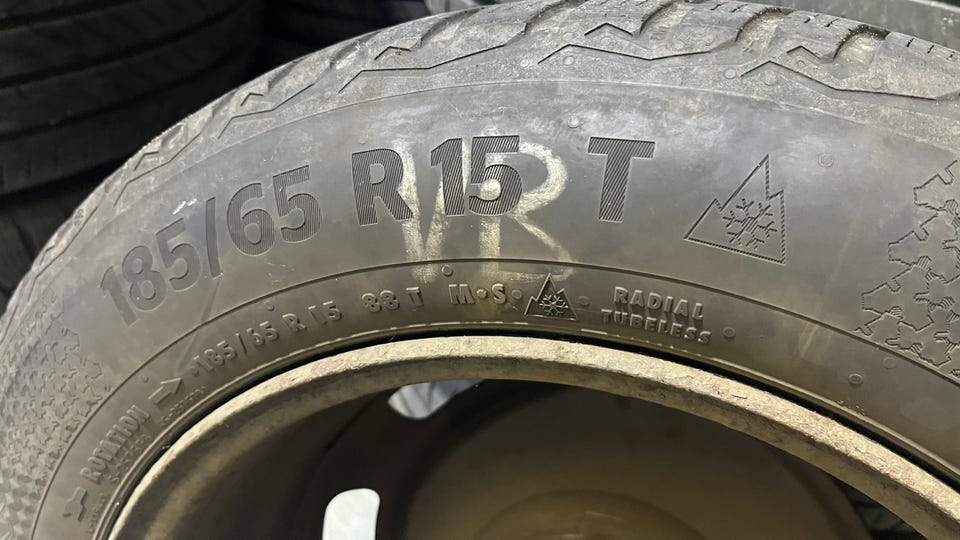 185/65 R15 T
VR
185/65 R 15 88 T M•S•
RADIAL
TUBELESS
ROTATION